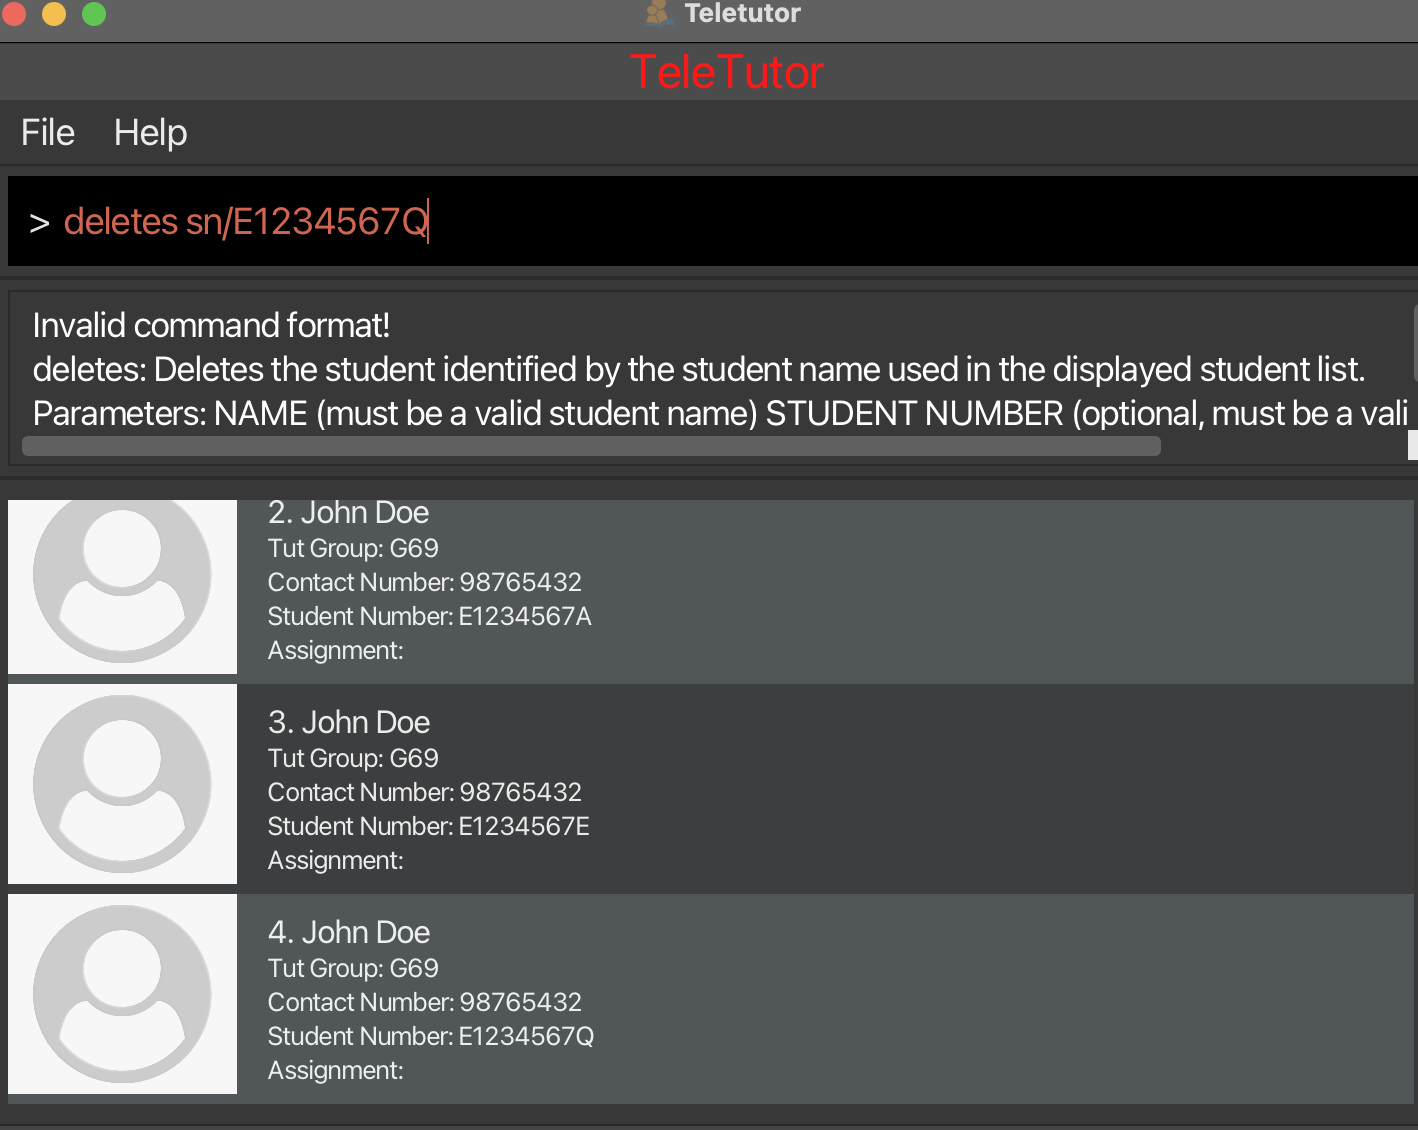 Teletutor
TeleTutor
File Help
> deletes sn/E1234567Q
Invalid command format!
deletes: Deletes the student identified by the student name used in the displayed student list.
Parameters: NAME (must be a valid student name) STUDENT NUMBER (optional, must be a vali
2. John Doe
Tut Group: G69
Contact Number: 98765432
Student Number: E1234567A
Assignment:
3. John Doe
Tut Group: G69
Contact Number: 98765432
Student Number: E1234567E
Assignment:
4. John Doe
Tut Group: G69
Contact Number: 98765432
Student Number: E1234567Q
Assignment: